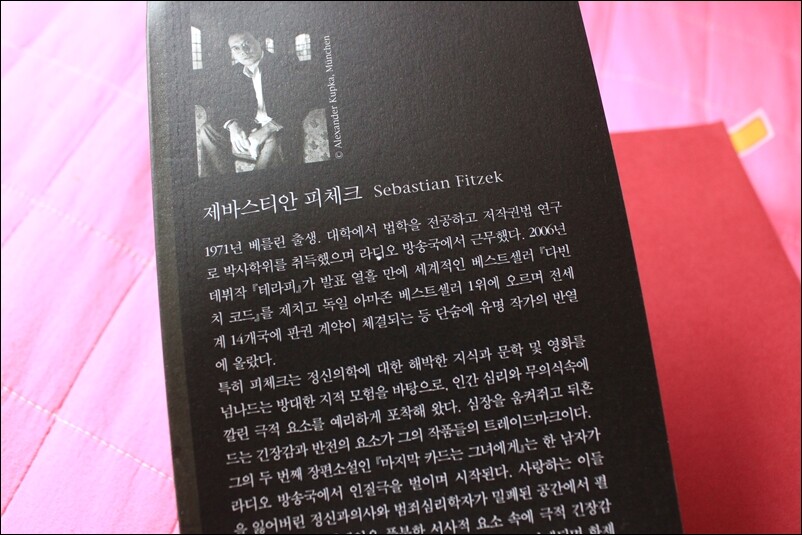 © Alexander Kupka, München
제바스티안 피체크 Sebastian Fitzek
1971년 베를린 출생. 대학에서 법학을 전공하고 저작권법 연구
로 박사학위를 취득했으며 라디오 방송국에서 근무했다. 2006년
데뷔작 『테라피』가 발표 열흘 만에 세계적인 베스트셀러 『다빈
치 코드』를 제치고 독일 아마존 베스트셀러 1위에 오르며 전세
계 14개국에 판권 계약이 체결되는 등 단숨에 유명 작가의 반열
에 올랐다.
특히 피체크는 정신의학에 대한 해박한 지식과 문학 및 영화를
넘나드는 방대한 지적 모험을 바탕으로, 인간 심리와 무의식속에
깔린 극적 요소를 예리하게 포착해 왔다. 심장을 움켜쥐고 뒤흔
드는 긴장감과 반전의 요소가 그의 작품들의 트레이드마크이다.
그의 두 번째 장편소설인 『마지막 카드는 그녀에게』는 한 남자가
라디오 방송국에서 인질극을 벌이며 시작된다. 사랑하는 이들
을 잃어버린 정신과의사와 범죄심리학자가 밀폐된 공간에서 펼
풍부한 서사적 요소 속에 극적 긴장감